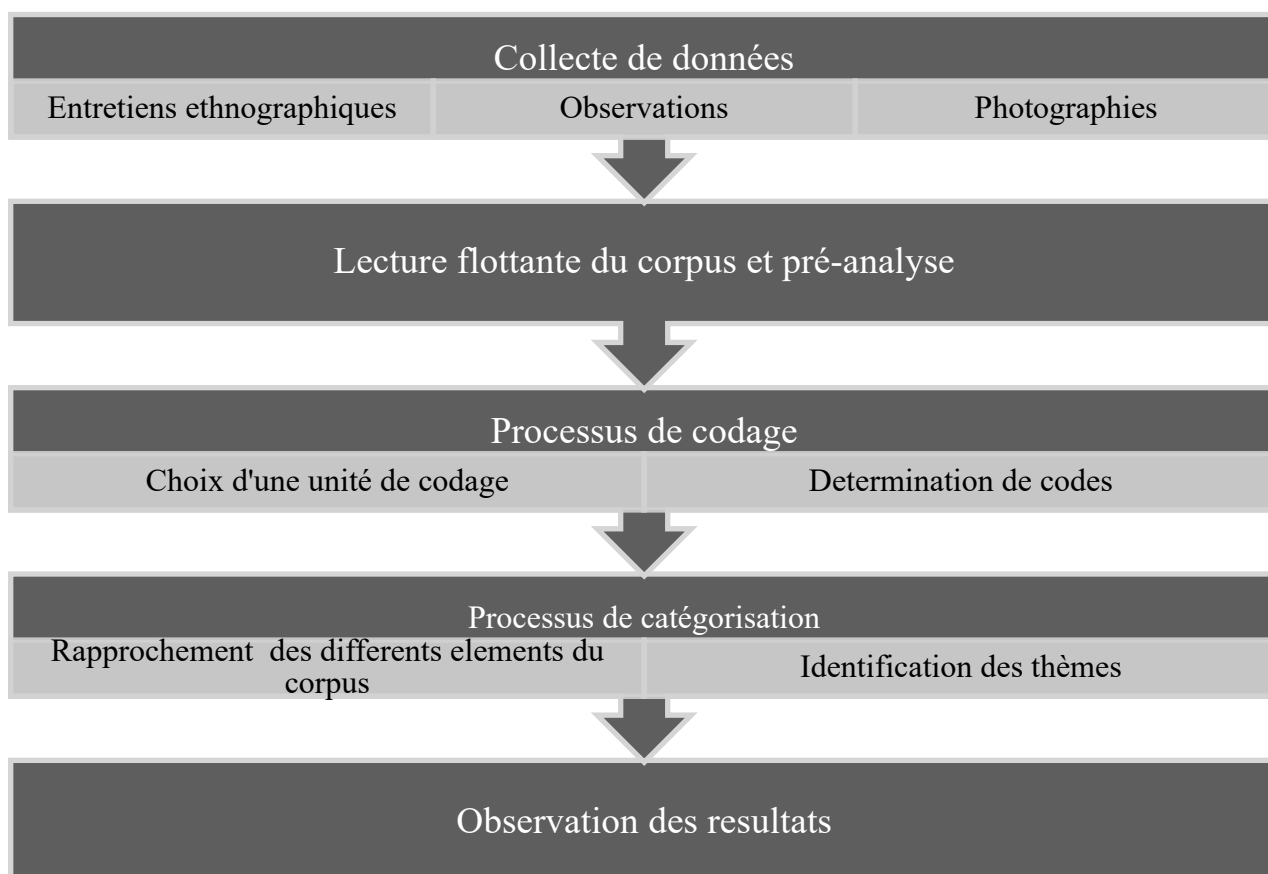 Collecte de données
Entretiens ethnographiques
Observations
Photographies
Lecture flottante du corpus et pré-analyse
Processus de codage
Choix d'une unité de codage
Determination de codes
Processus de catégorisation
Rapprochement des differents elements du
corpus
Identification des thèmes
Observation des resultats